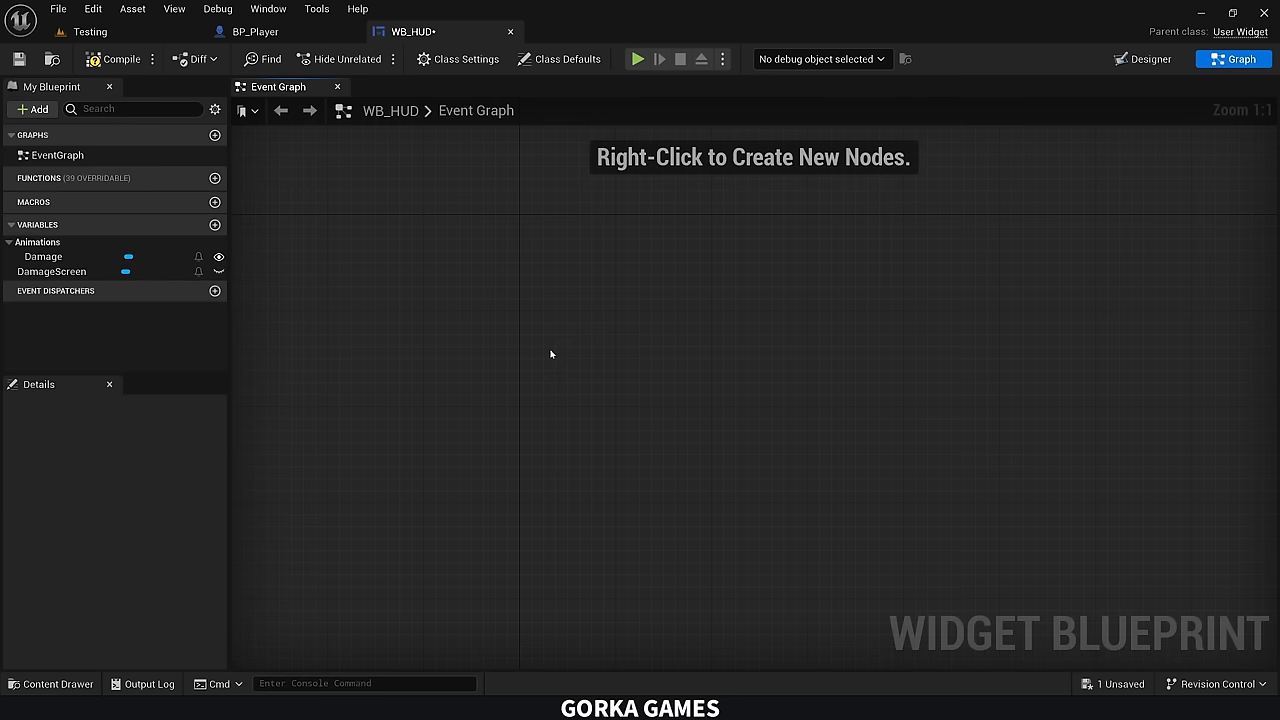 File Edit Asset View Debug Window Tools Help
Testing BP_Player WB_HUD• Parent class: User Widget
Compile Diff Find Hide Unrelated Class Settings Class Defaults No debug object selected Designer Graph
My Blueprint Event Graph
Add Search WB_HUD > Event Graph Zoom 1:1
GRAPHS
EventGraph
Right-Click to Create New Nodes.
FUNCTIONS (39 OVERRIDABLE)
MACROS
VARIABLES
Animations
Damage
DamageScreen
EVENT DISPATCHERS
Details
WIDGET BLUEPRINT
Content Drawer Output Log Cmd Enter Console Command 1 Unsaved Revision Control
GORKA GAMES